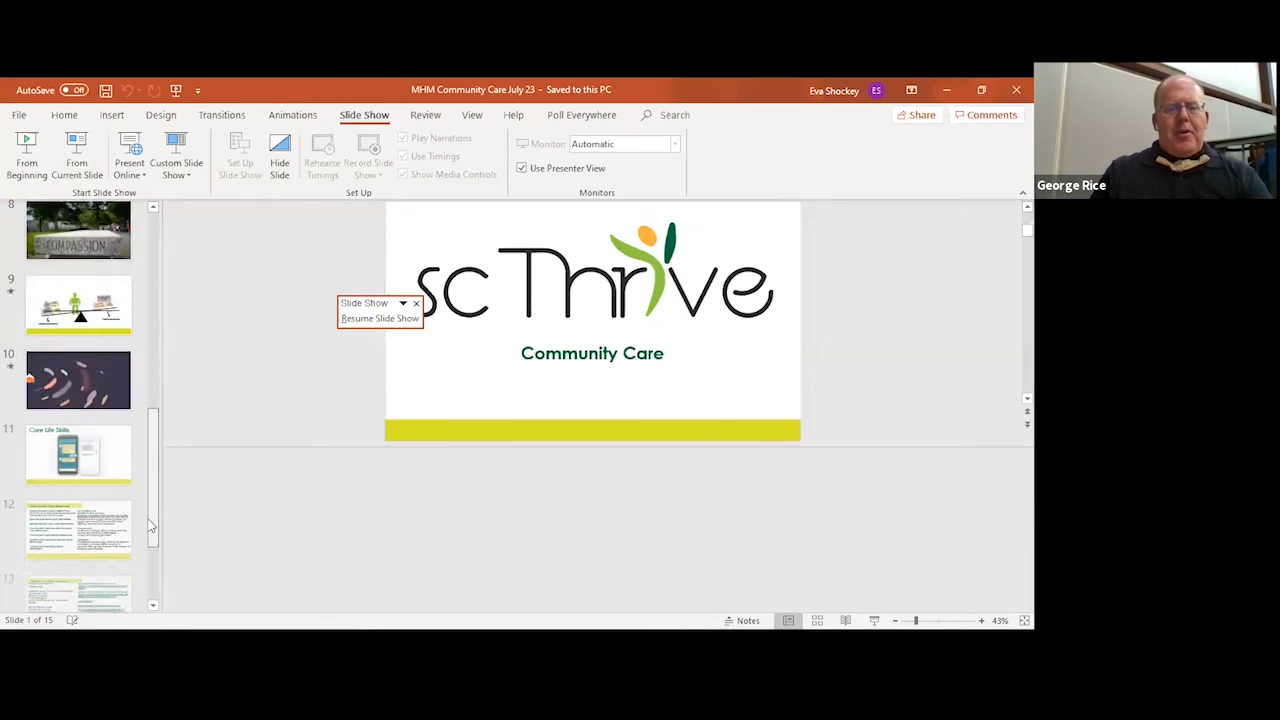 AutoSave Off
MHM Community Care July 23 - Saved to this PC
Eva Shockey ES
File Home Insert Design Transitions Animations Slide Show Review View Help Poll Everywhere Search
Share Comments
From Beginning
From Current Slide
Present Online
Custom Slide Show
Start Slide Show
Set Up Slide Show
Hide Slide
Rehearse Timings
Record Slide Show
Play Narrations
Use Timings
Show Media Controls
Set Up
Monitor: Automatic
Use Presenter View
Monitors
George Rice
8
COMPASSION
9
10
11
Core Life Skills
12
13
Slide Show
Resume Slide Show
sc Thrive
Community Care
Slide 1 of 15
Notes
43%